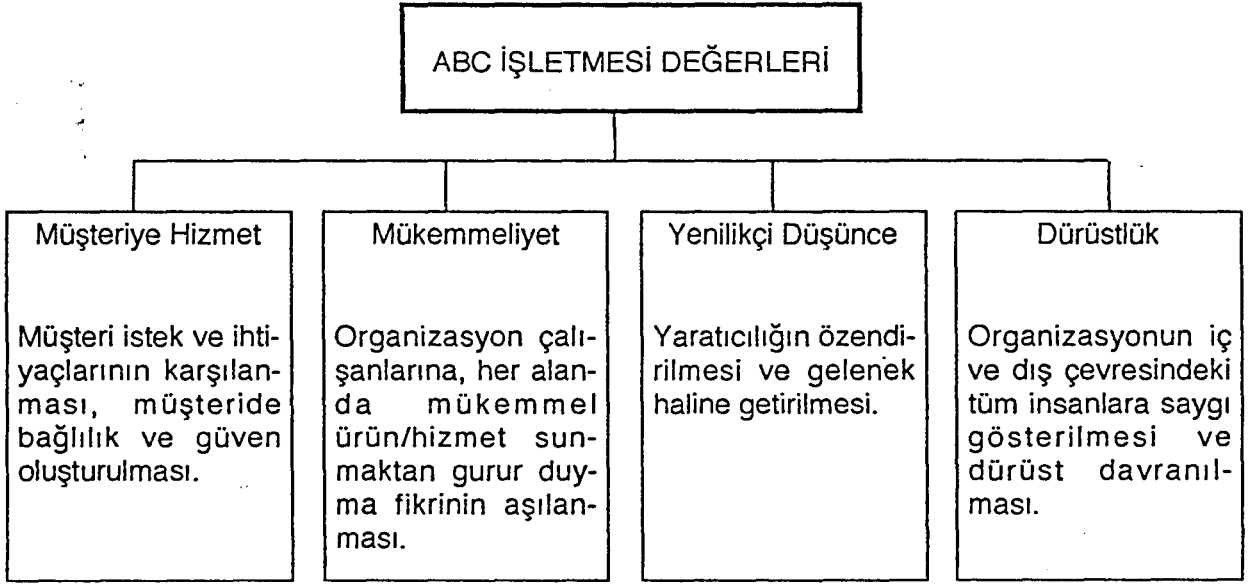 ABC İŞLETMESİ DEĞERLERİ
Müşteriye Hizmet
Müşteri istek ve ihti-
yaçlarının karşılan-
ması, müşteride
bağlılık ve güven
oluşturulması.
Mükemmeliyet
Organizasyon çalı-
şanlarına, her alan-
da mükemmel
ürün/hizmet sun-
maktan gurur duy-
ma fikrinin aşılan-
ması.
Yenilikçi Düşünce
Yaratıcılığın özendi-
rilmesi ve gelenek
haline getirilmesi.
Dürüstlük
Organizasyonun iç
ve dış çevresindeki
tüm insanlara saygı
gösterilmesi ve
dürüst davranıl-
ması.